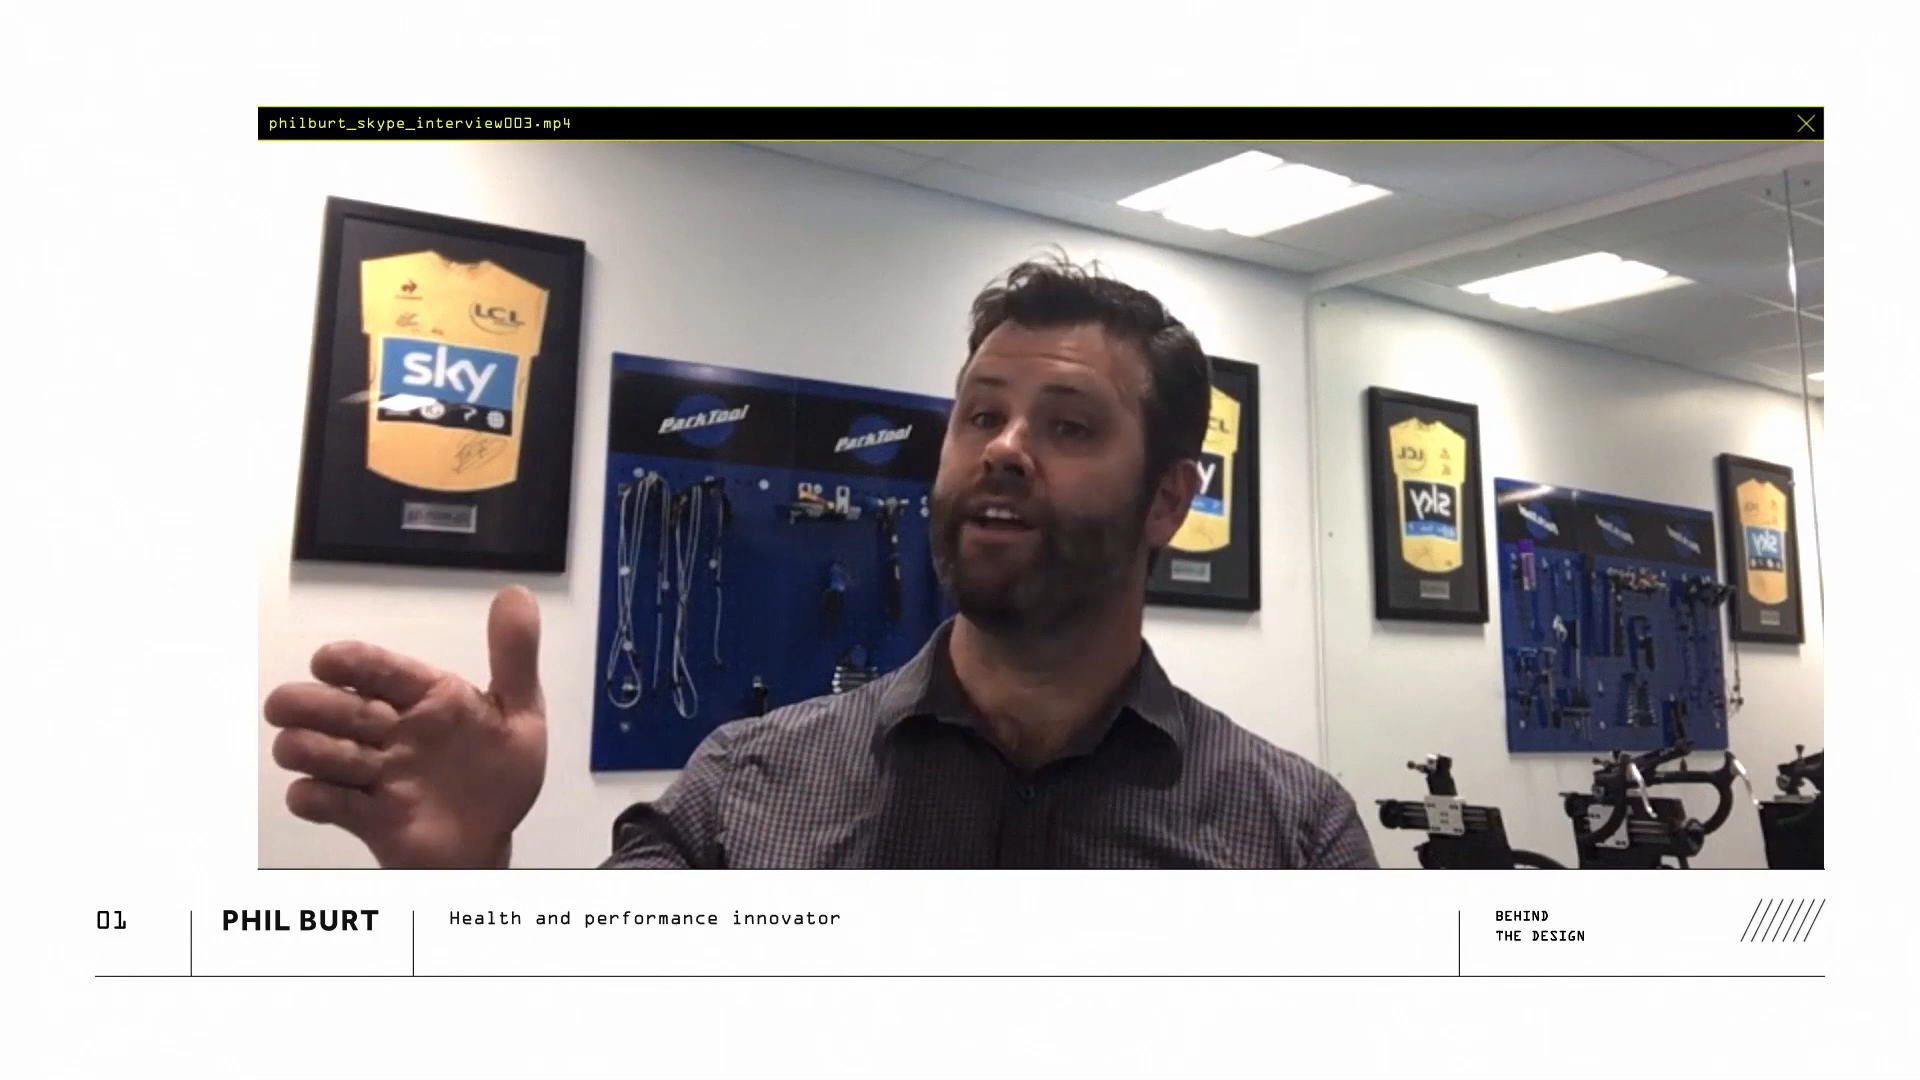 philburt_skype_interview003.mp4
LCL
sky
ParkTool
ParkTool
LCL
sky
ParkTool
sky
01
PHIL BURT
Health and performance innovator
BEHIND
THE DESIGN